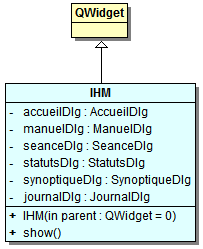 QWidget
IHM
- accueilDlg : AccueilDlg
- manuelDlg : ManuelDlg
- seanceDlg : SeanceDlg
- statutsDlg : StatutsDlg
- synoptiqueDlg : SynoptiqueDlg
- journalDlg : JournalDlg
+ IHM(in parent : QWidget = 0)
+ show()